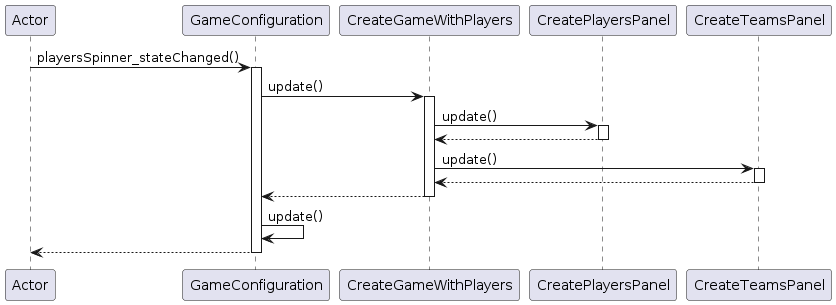 Actor GameConfiguration CreateGameWithPlayers CreatePlayersPanel CreateTeamsPanel
playersSpinner_stateChanged()
update()
update()
update()
update()
Actor GameConfiguration CreateGameWithPlayers CreatePlayersPanel CreateTeamsPanel